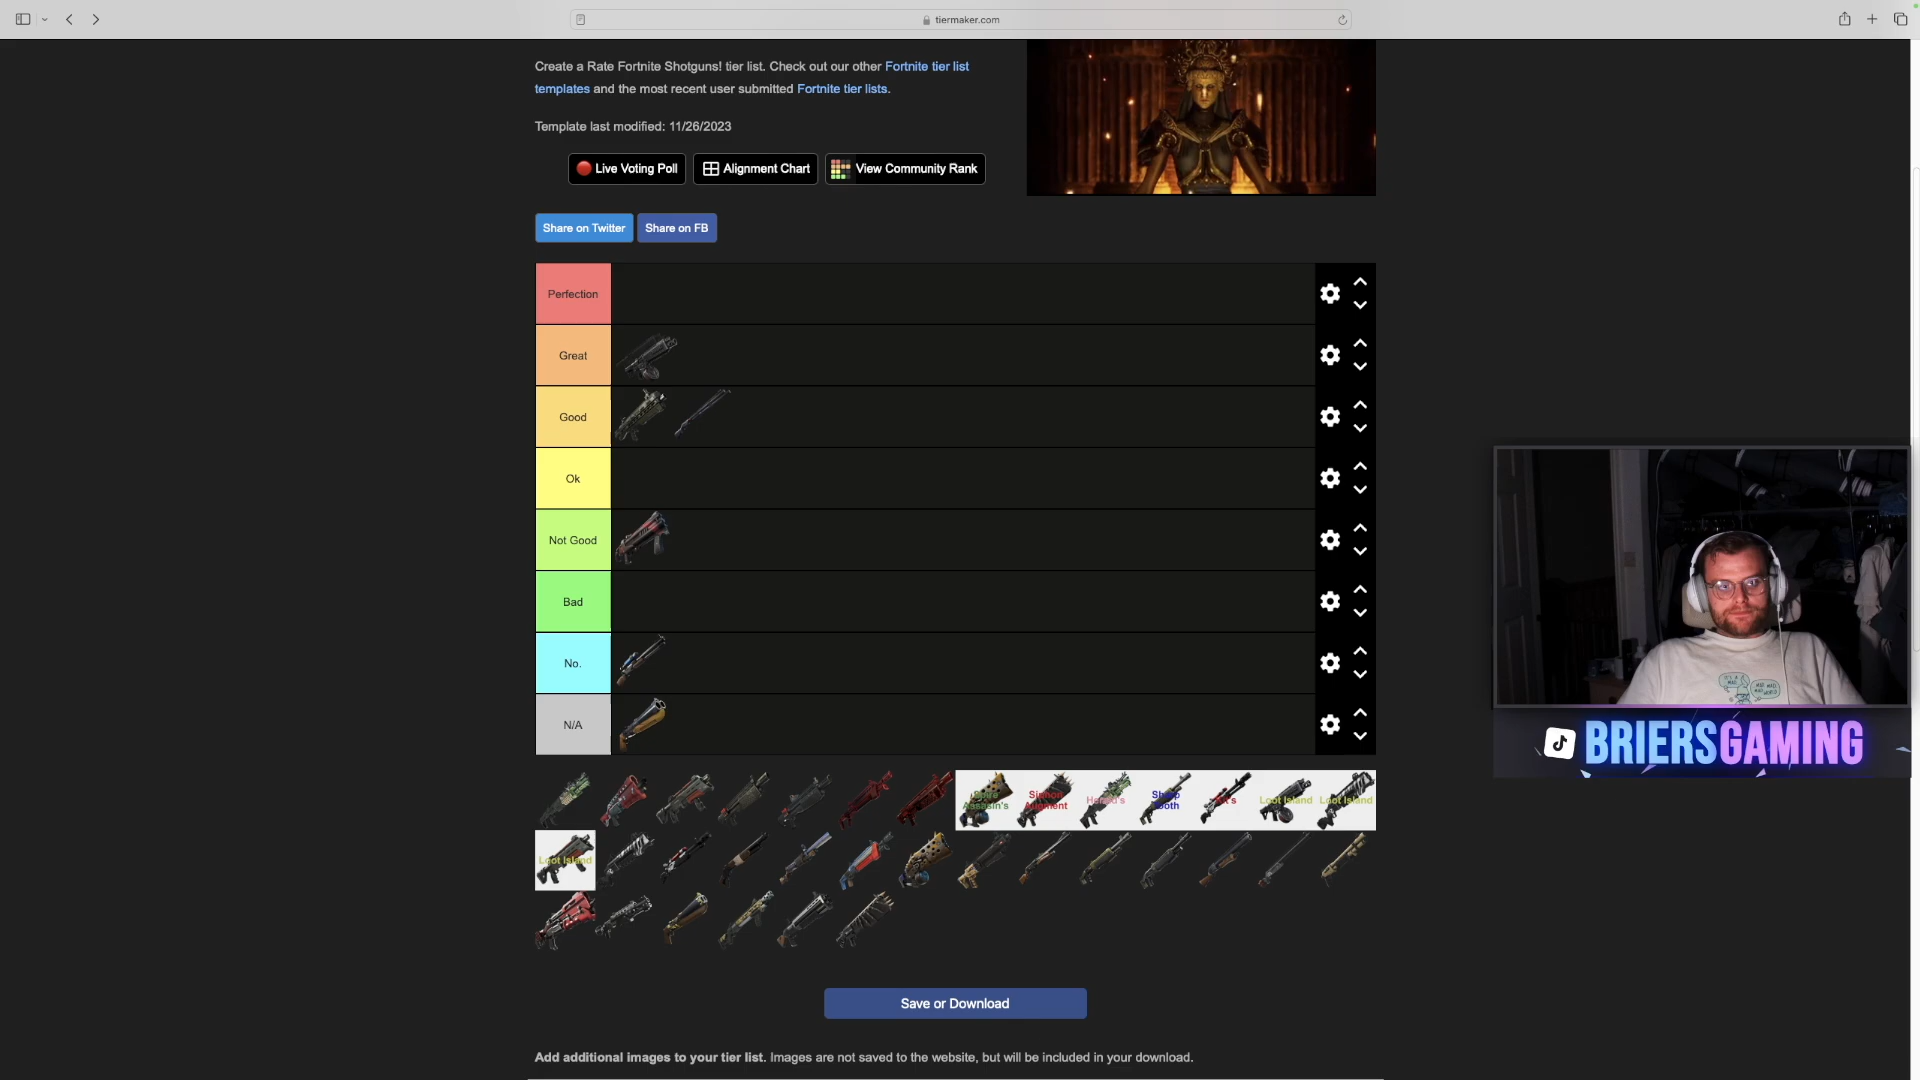 tiermaker.com
Create a Rate Fortnite Shotguns! tier list. Check out our other Fortnite tier list
templates and the most recent user submitted Fortnite tier lists.
Template last modified: 11/26/2023
Live Voting Poll
Alignment Chart
View Community Rank
Share on Twitter
Share on FB
Perfection
Great
Good
Ok
Not Good
Bad
No.
N/A
Assassin's
Loot Island
Loot Island
Loot Island
BRIERSGAMING
Save or Download
Add additional images to your tier list. Images are not saved to the website, but will be included in your download.